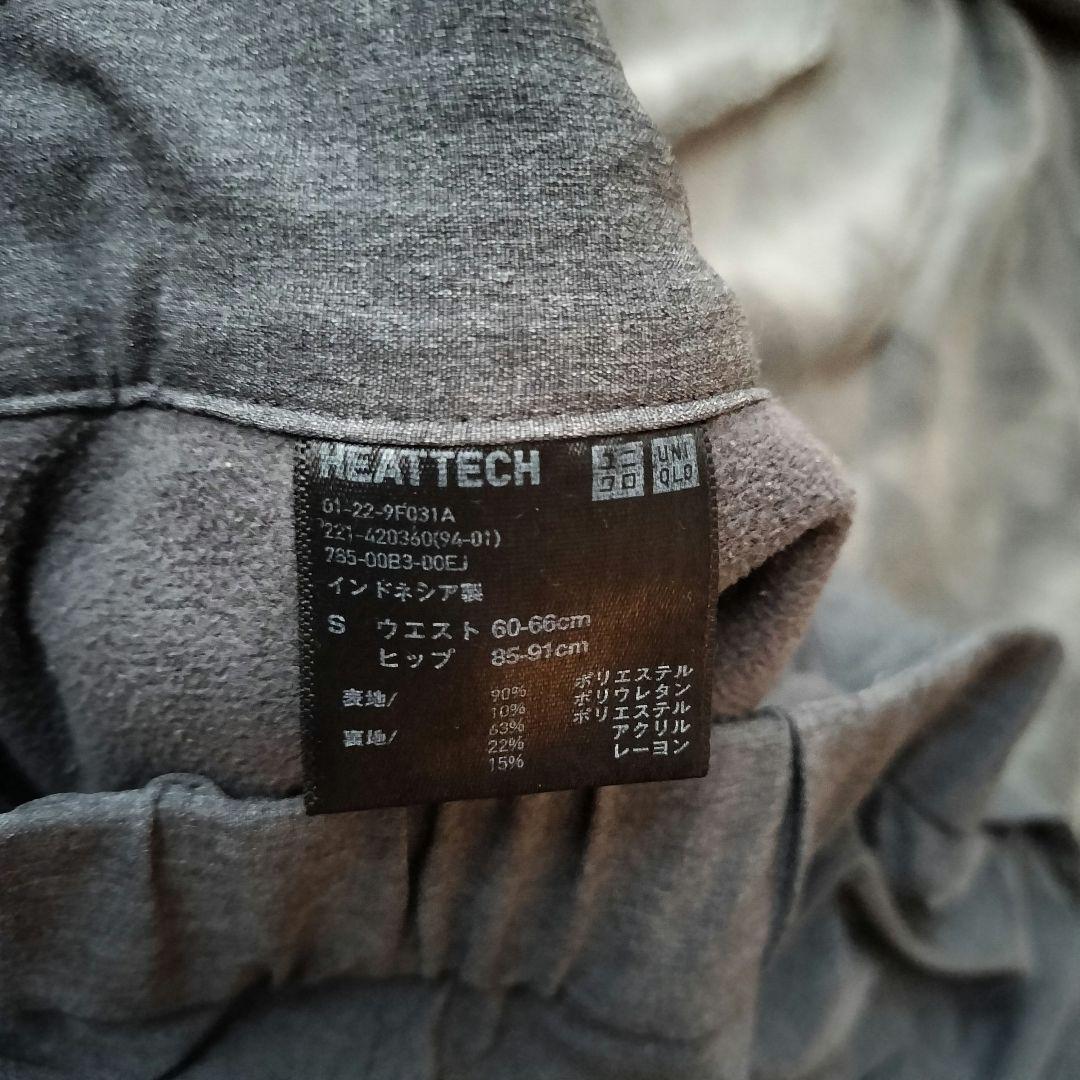 HEATTECH ユニクロ UNIQLO
01-22-9F031A
221-420360(94-01)
785-00B3-00EJ
インドネシア製
S ウエスト 60-66cm
ヒップ 85-91cm
表地/ 90% ポリエステル
10% ポリウレタン
裏地/ 63% ポリエステル
22% アクリル
15% レーヨン